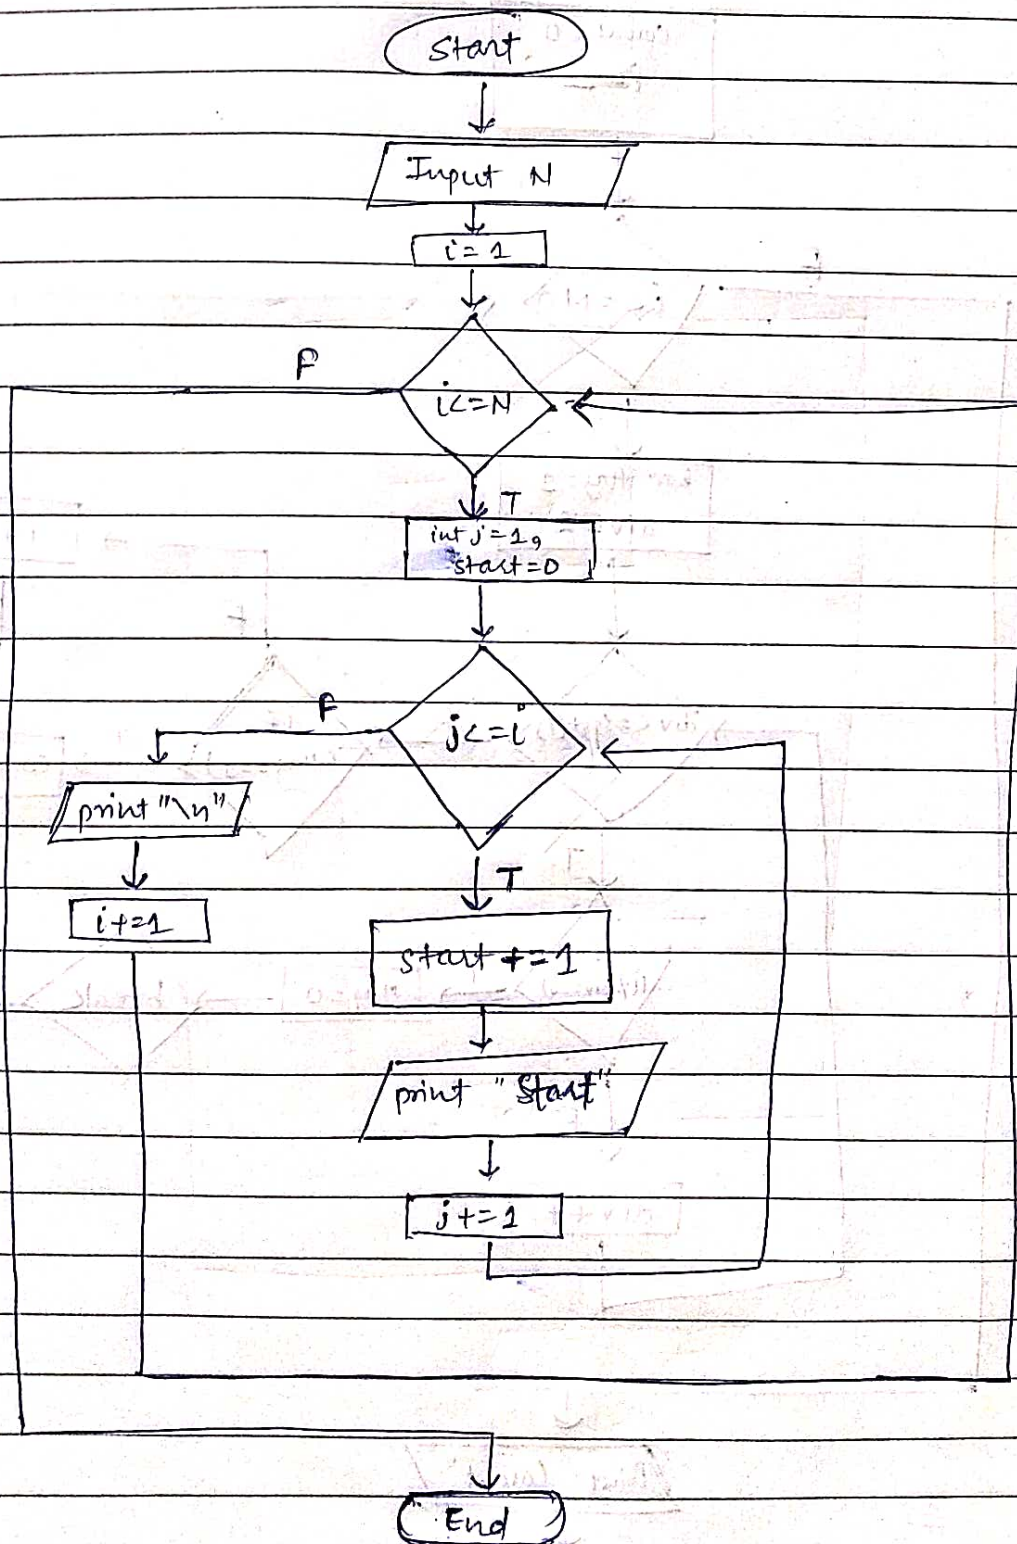 Start
Input N
i = 1
F
i<=N
T
int j = 1,
start = 0
F
j<=i
print "\n"
T
i+=1
start += 1
print "Start"
j+=1
End